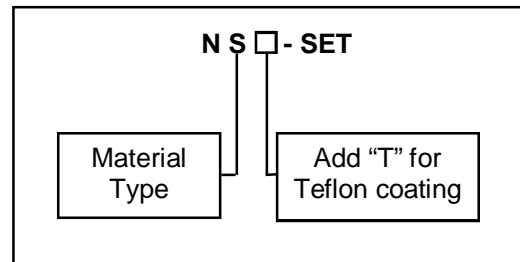 N S □ - SET
Material
Type
Add “T” for
Teflon coating